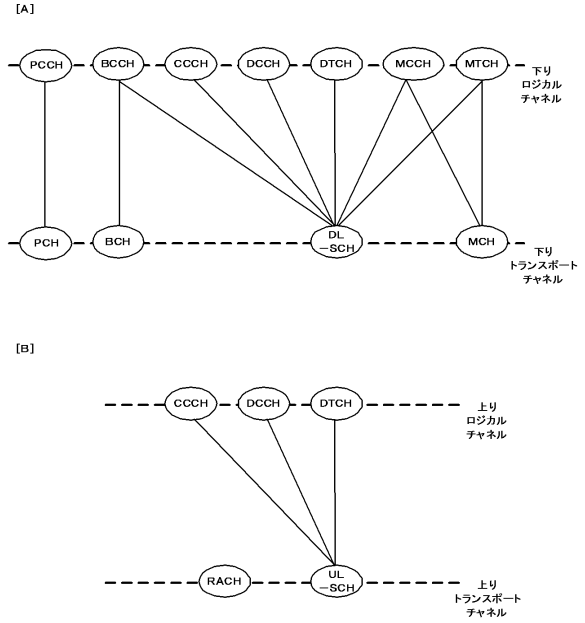 [A]
PCCH
BCCH
CCCH
DCCH
DTCH
MCCH
MTCH
下り
ロジカル
チャネル
PCH
BCH
DL
－SCH
MCH
下り
トランスポート
チャネル
[B]
CCCH
DCCH
DTCH
上り
ロジカル
チャネル
RACH
UL
－SCH
上り
トランスポート
チャネル